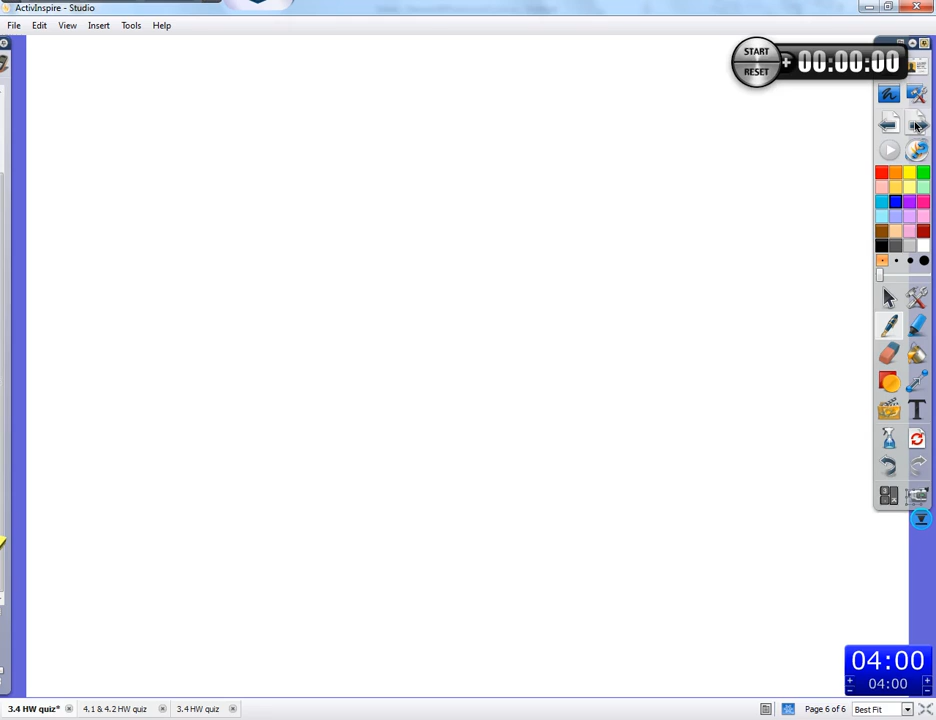 ActivInspire - Studio
File Edit View Insert Tools Help
START
RESET
+ 00:00:00
T
04:00
+ 04:00 +
3.4 HW quiz* 4.1 & 4.2 HW quiz 3.4 HW quiz Page 6 of 6 Best Fit